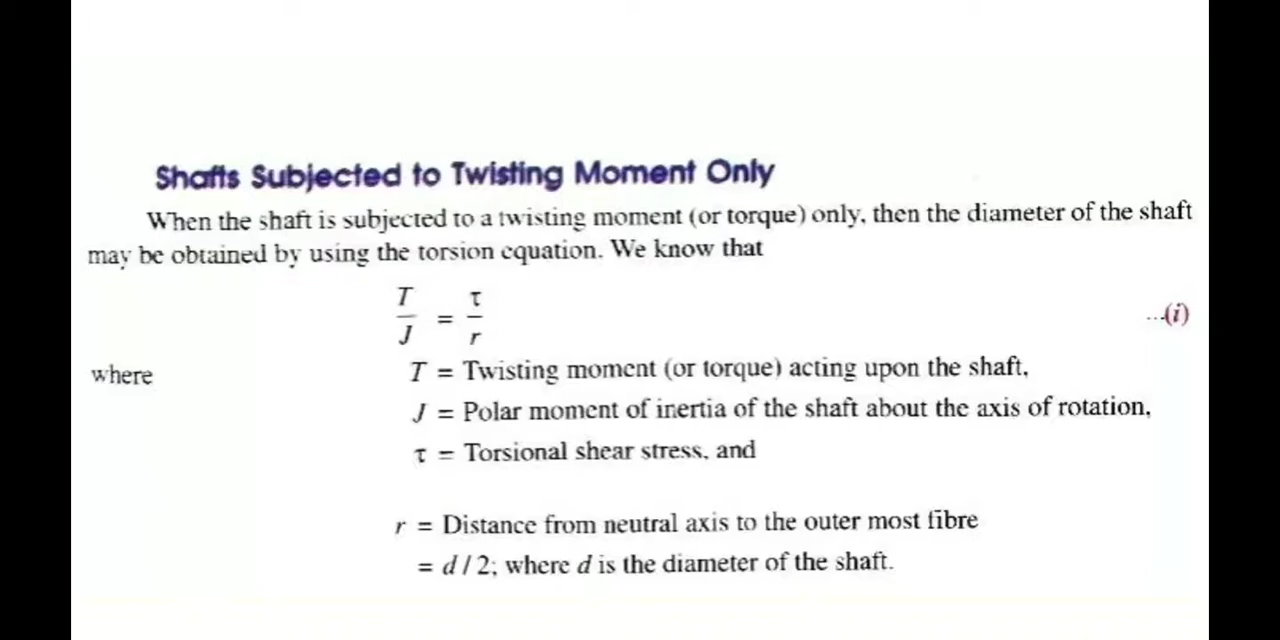 Shafts Subjected to Twisting Moment Only
When the shaft is subjected to a twisting moment (or torque) only, then the diameter of the shaft
may be obtained by using the torsion equation. We know that
T/J = τ/r ...(i)
where T = Twisting moment (or torque) acting upon the shaft,
J = Polar moment of inertia of the shaft about the axis of rotation,
τ = Torsional shear stress, and
r = Distance from neutral axis to the outer most fibre
= d / 2; where d is the diameter of the shaft.